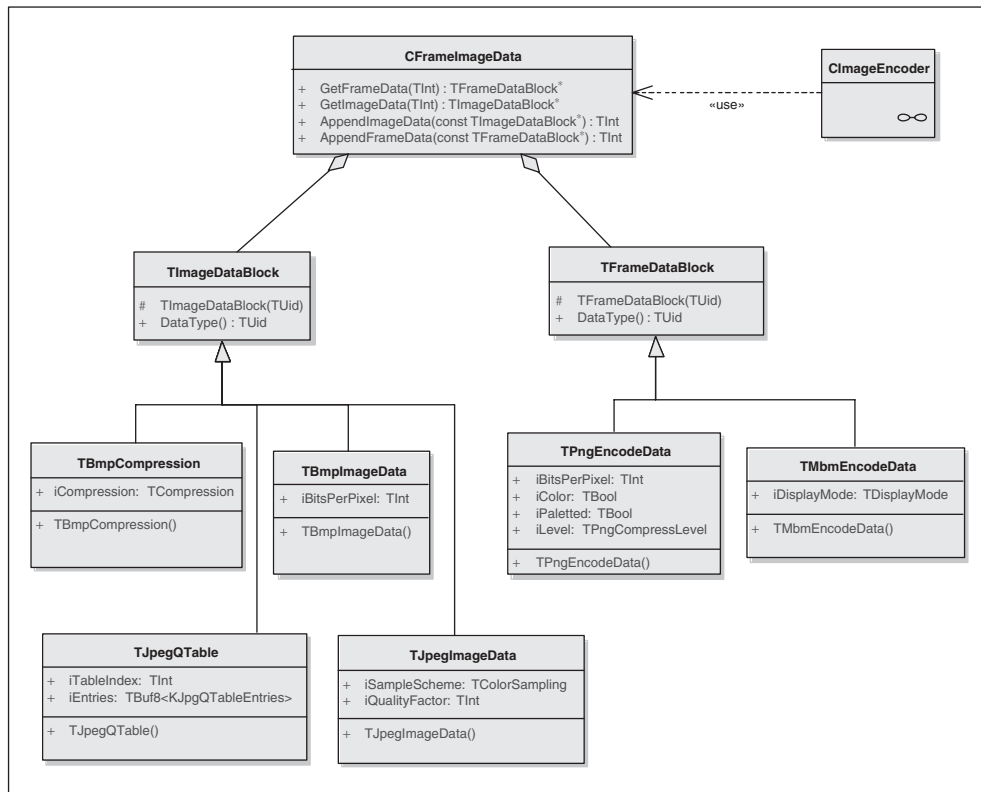 CFrameImageData
+ GetFrameData(TInt) : TFrameDataBlock*
+ GetImageData(TInt) : TImageDataBlock*
+ AppendImageData(const TImageDataBlock*) : TInt
+ AppendFrameData(const TFrameDataBlock*) : TInt
CImageEncoder
«use»
TImageDataBlock
# TImageDataBlock(TUid)
+ DataType() : TUid
TFrameDataBlock
# TFrameDataBlock(TUid)
+ DataType() : TUid
TBmpCompression
+ iCompression: TCompression
+ TBmpCompression()
TBmpImageData
+ iBitsPerPixel: TInt
+ TBmpImageData()
TPngEncodeData
+ iBitsPerPixel: TInt
+ iColor: TBool
+ iPaletted: TBool
+ iLevel: TPngCompressLevel
+ TPngEncodeData()
TMbmEncodeData
+ iDisplayMode: TDisplayMode
+ TMbmEncodeData()
TJpegQTable
+ iTableIndex: TInt
+ iEntries: TBuf8<KJpgQTableEntries>
+ TJpegQTable()
TJpegImageData
+ iSampleScheme: TColorSampling
+ iQualityFactor: TInt
+ TJpegImageData()